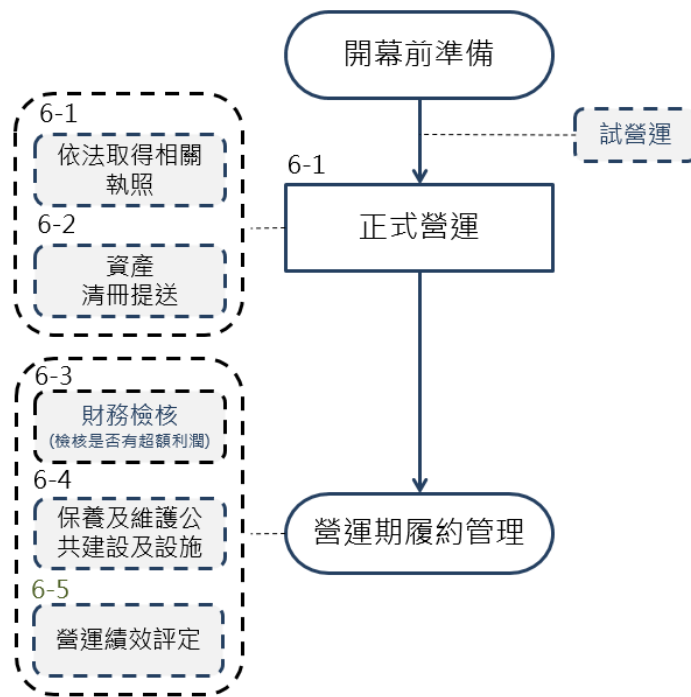 開幕前準備
試營運
6-1
正式營運
6-1
依法取得相關
執照
6-2
資產
清冊提送
6-3
財務檢核
(檢核是否有超額利潤)
6-4
保養及維護公
共建設及設施
6-5
營運績效評定
營運期履約管理